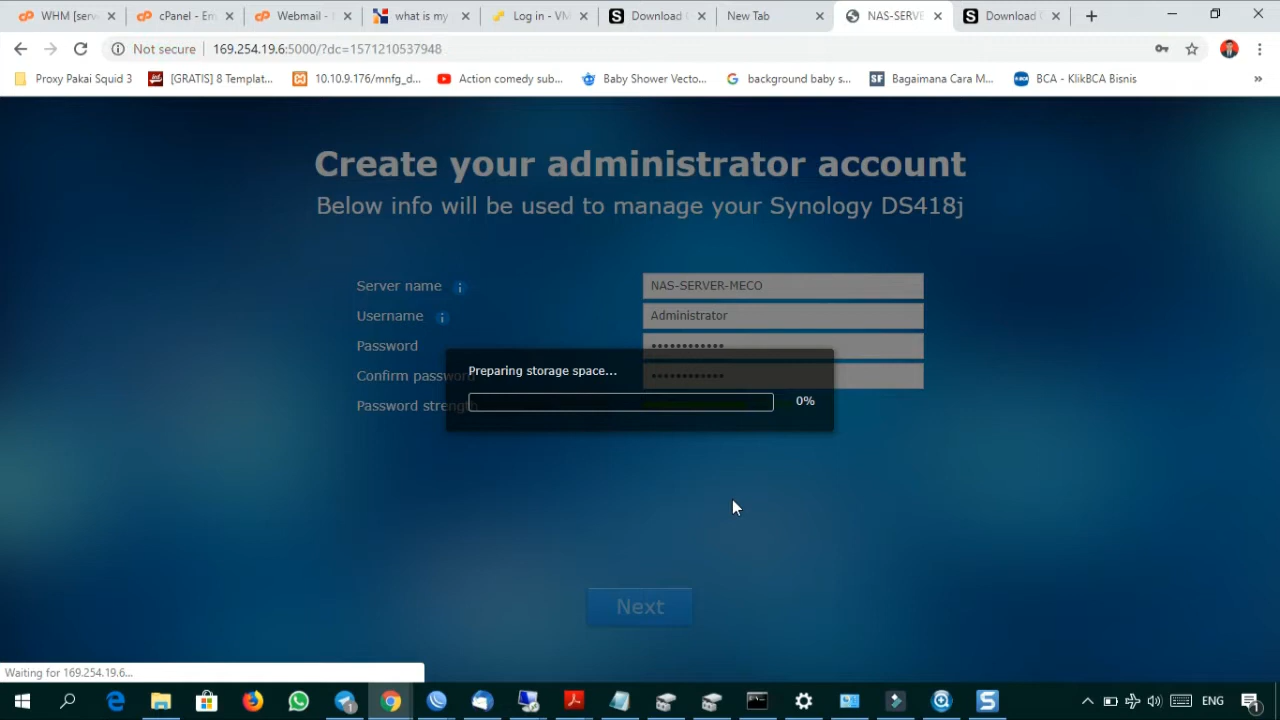 WHM [serv
cPanel - Em
Webmail - R
what is my
Log in - VM
Download
New Tab
NAS-SERVE
Download
Not secure
169.254.19.6:5000/?dc=1571210537948
Proxy Pakai Squid 3
[GRATIS] 8 Templat...
10.10.9.176/mnfg_d...
Action comedy sub...
Baby Shower Vecto...
background baby s...
Bagaimana Cara M...
BCA - KlikBCA Bisnis
»
Create your administrator account
Below info will be used to manage your Synology DS418j
Server name
NAS-SERVER-MECO
Username
Administrator
Password
••••••••••••
Preparing storage space...
Confirm password
••••••••••••
0%
Password strength
Next
Waiting for 169.254.19.6...
ENG